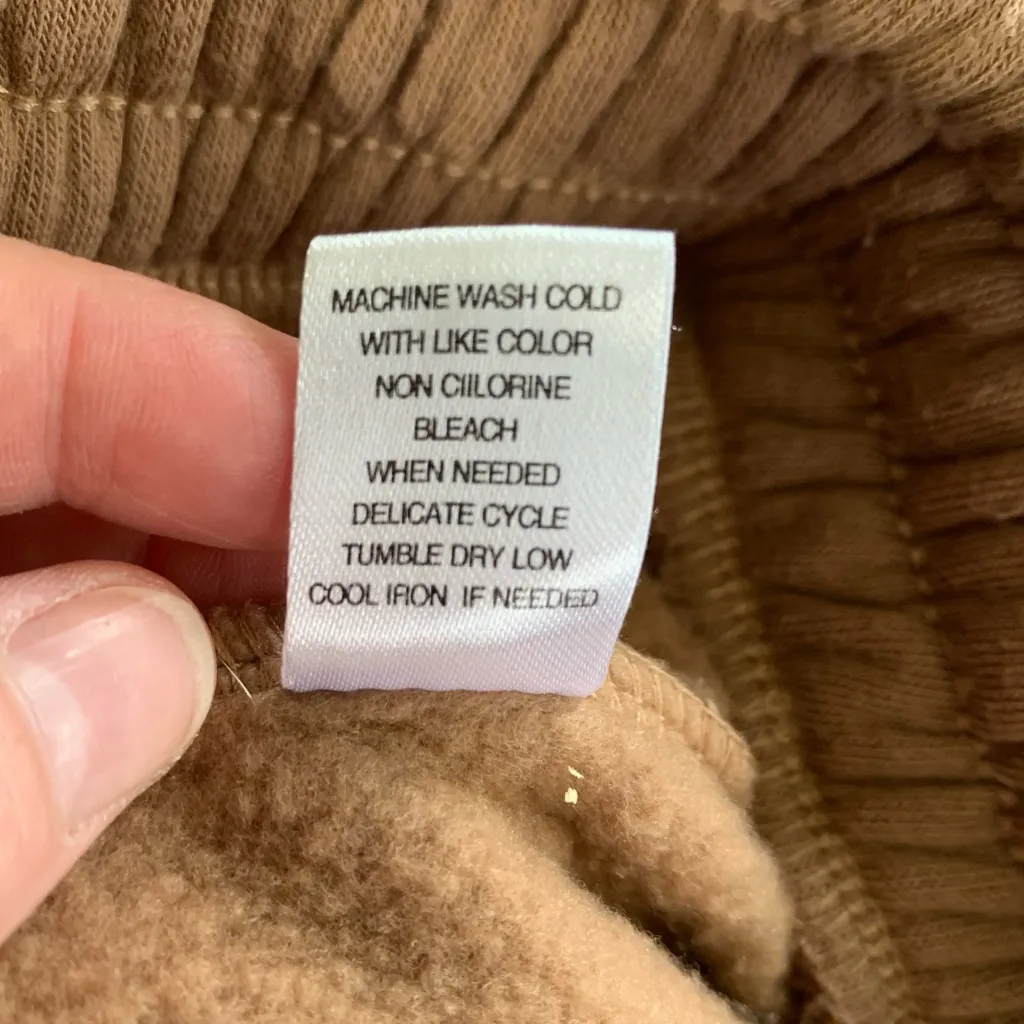 MACHINE WASH COLD
WITH LIKE COLOR
NON CIILORINE
BLEACH
WHEN NEEDED
DELICATE CYCLE
TUMBLE DRY LOW
COOL IRON IF NEEDED